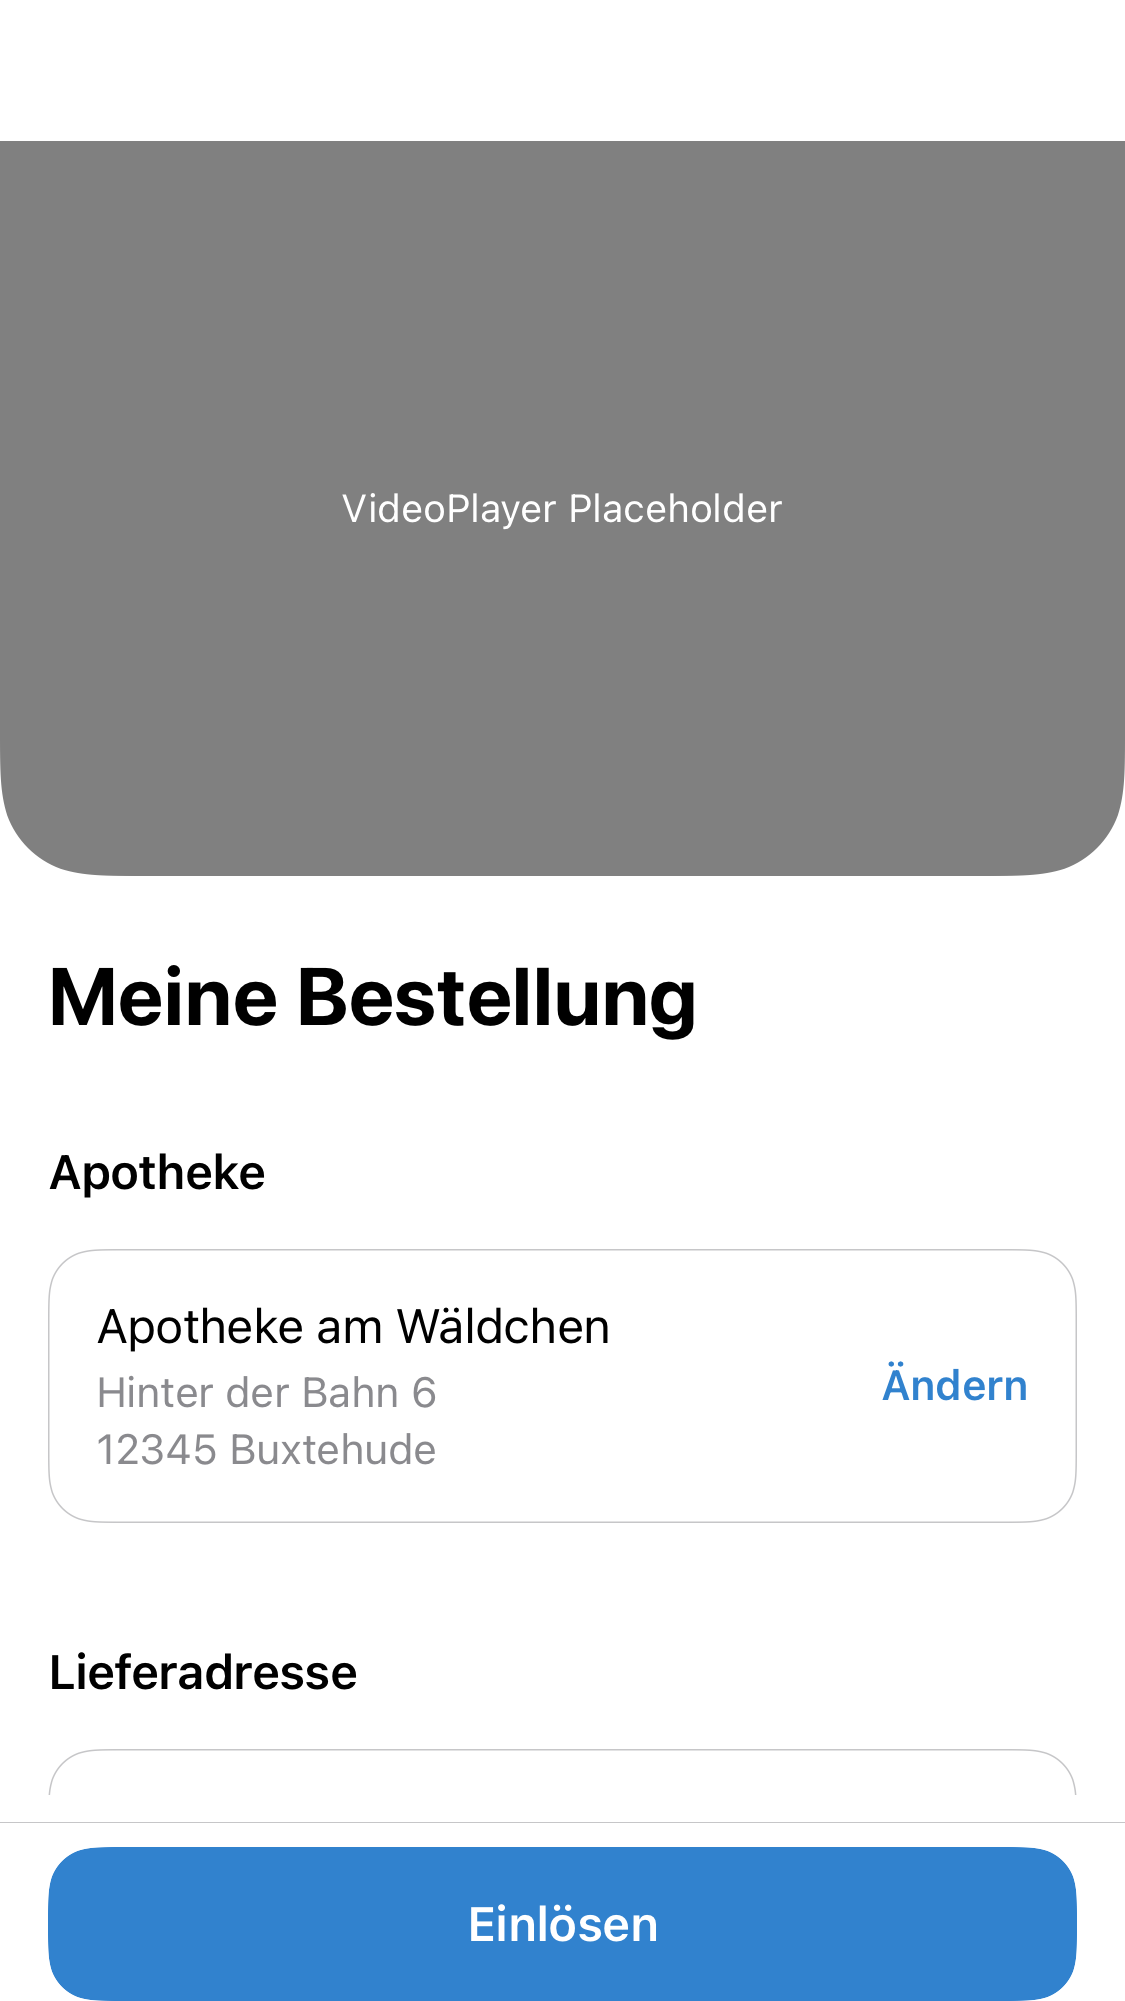 VideoPlayer Placeholder
Meine Bestellung
Apotheke
Apotheke am Wäldchen
Hinter der Bahn 6
12345 Buxtehude
Ändern
Lieferadresse
Einlösen